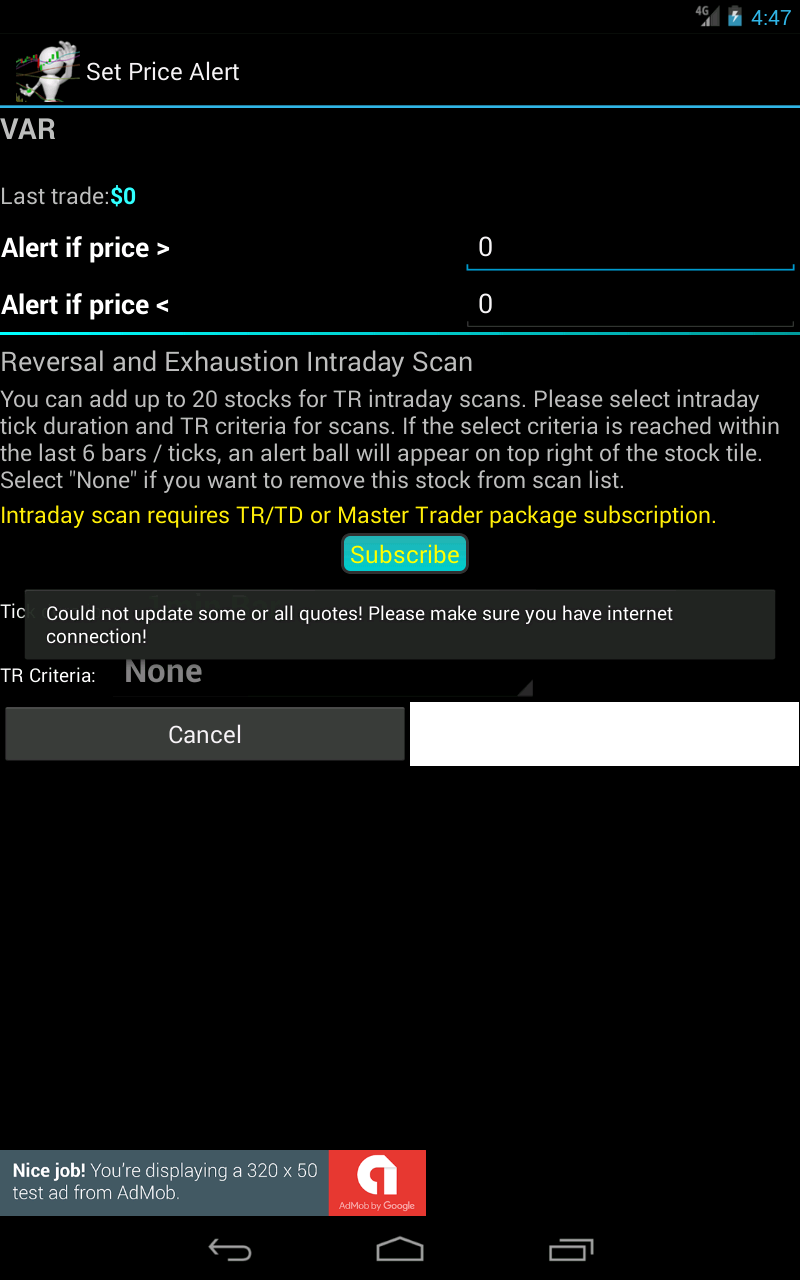 4G 4:47
Set Price Alert
VAR
Last trade:$0
Alert if price > 0
Alert if price < 0
Reversal and Exhaustion Intraday Scan
You can add up to 20 stocks for TR intraday scans. Please select intraday
tick duration and TR criteria for scans. If the select criteria is reached within
the last 6 bars / ticks, an alert ball will appear on top right of the stock tile.
Select "None" if you want to remove this stock from scan list.
Intraday scan requires TR/TD or Master Trader package subscription.
Subscribe
Could not update some or all quotes! Please make sure you have internet
connection!
TR Criteria: None
Cancel
Nice job! You're displaying a 320 x 50
test ad from AdMob.
AdMob by Google